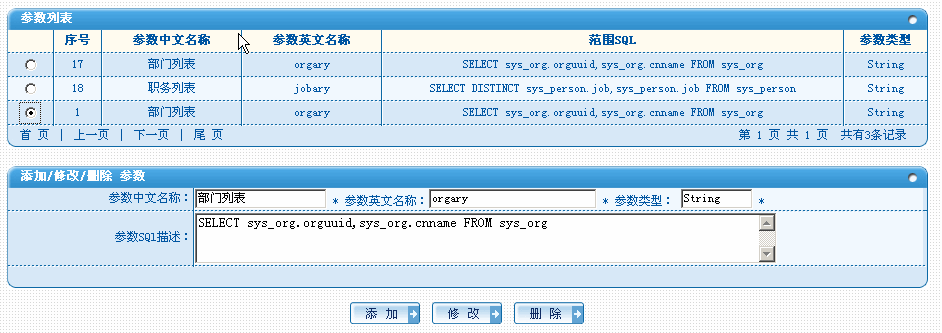 参数列表
序号 参数中文名称 参数英文名称 范围SQL 参数类型
17 部门列表 orgary SELECT sys_org.orguuid,sys_org.cnname FROM sys_org String
18 职务列表 jobary SELECT DISTINCT sys_person.job,sys_person.job FROM sys_person String
1 部门列表 orgary SELECT sys_org.orguuid,sys_org.cnname FROM sys_org String
首 页 | 上一页 | 下一页 | 尾 页 第 1 页 共 1 页 共有3条记录
添加/修改/删除 参数
参数中文名称： 部门列表 * 参数英文名称：orgary * 参数类型： String *
参数SQl描述： SELECT sys_org.orguuid,sys_org.cnname FROM sys_org
添 加 修 改 删 除